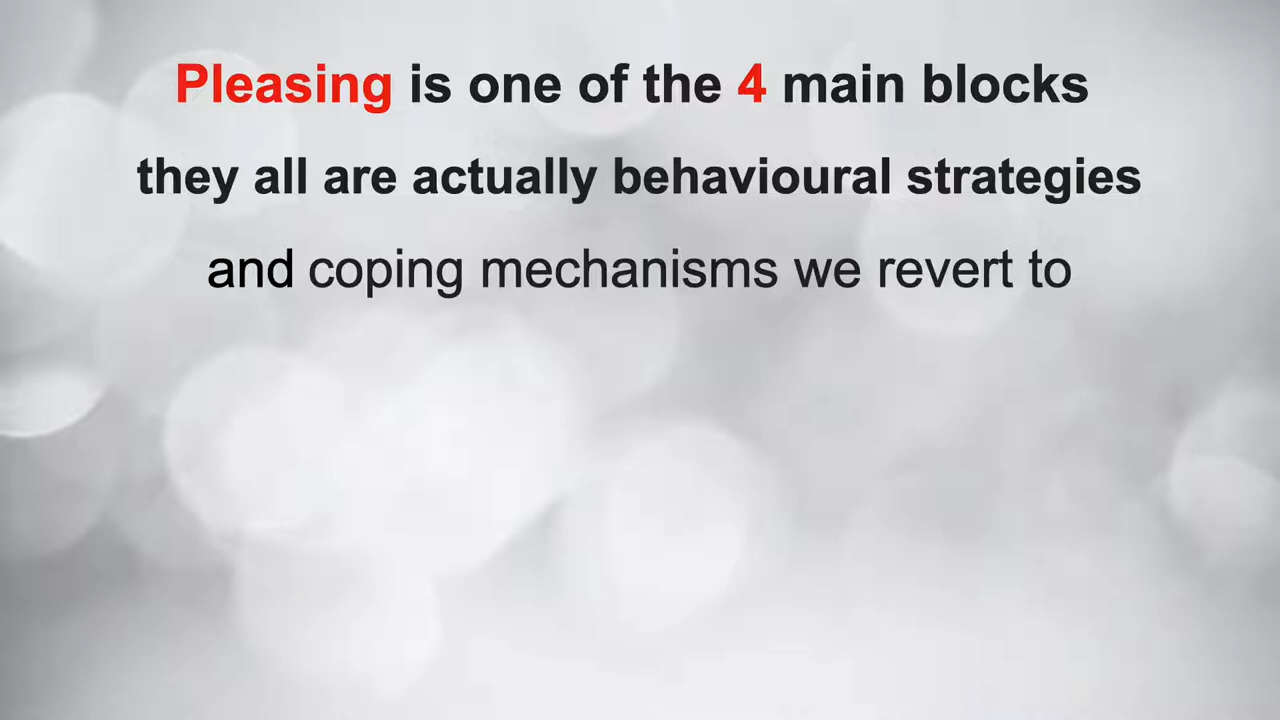 Pleasing is one of the 4 main blocks
they all are actually behavioural strategies
and coping mechanisms we revert to